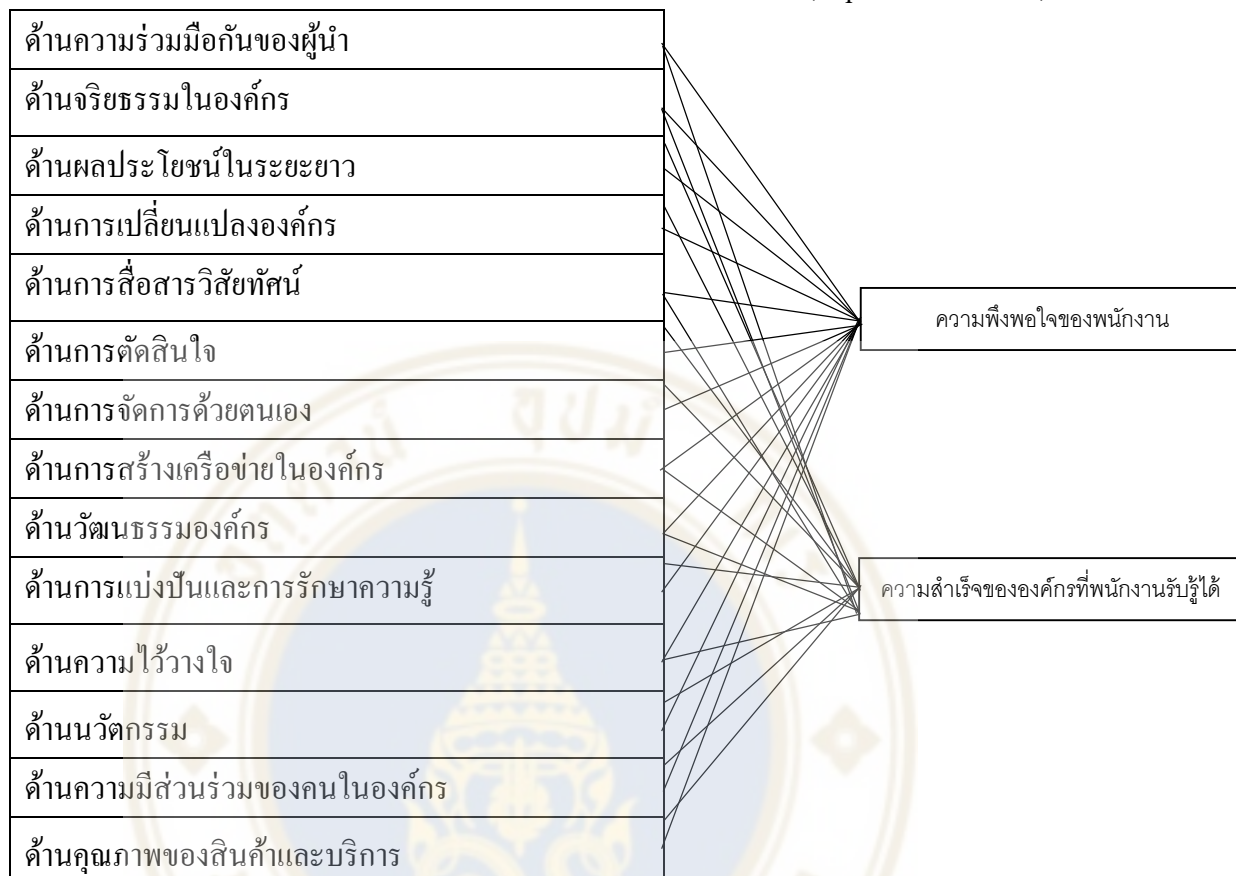 ด้านความร่วมมือกันของผู้นำ
ด้านจริยธรรมในองค์กร
ด้านผลประโยชน์ในระยะยาว
ด้านการเปลี่ยนแปลงองค์กร
ด้านการสื่อสารวิสัยทัศน์
ด้านการตัดสินใจ
ด้านการจัดการด้วยตนเอง
ด้านการสร้างเครือข่ายในองค์กร
ด้านวัฒนธรรมองค์กร
ด้านการแบ่งปันและการรักษาความรู้
ด้านความไว้วางใจ
ด้านนวัตกรรม
ด้านความมีส่วนร่วมของคนในองค์กร
ด้านคุณภาพของสินค้าและบริการ
ความพึงพอใจของพนักงาน
ความสำเร็จขององค์กรที่พนักงานรับรู้ได้